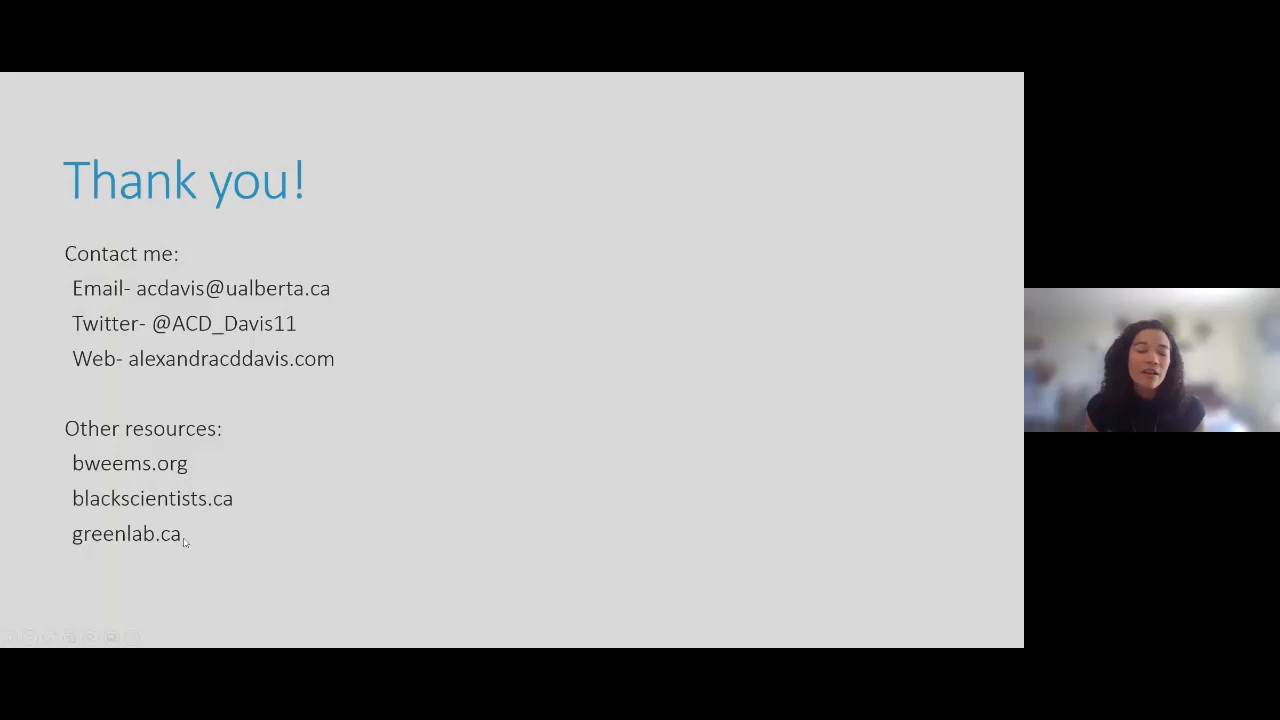 Thank you!
Contact me:
Email- acdavis@ualberta.ca
Twitter- @ACD_Davis11
Web- alexandracddavis.com
Other resources:
bweems.org
blackscientists.ca
greenlab.ca